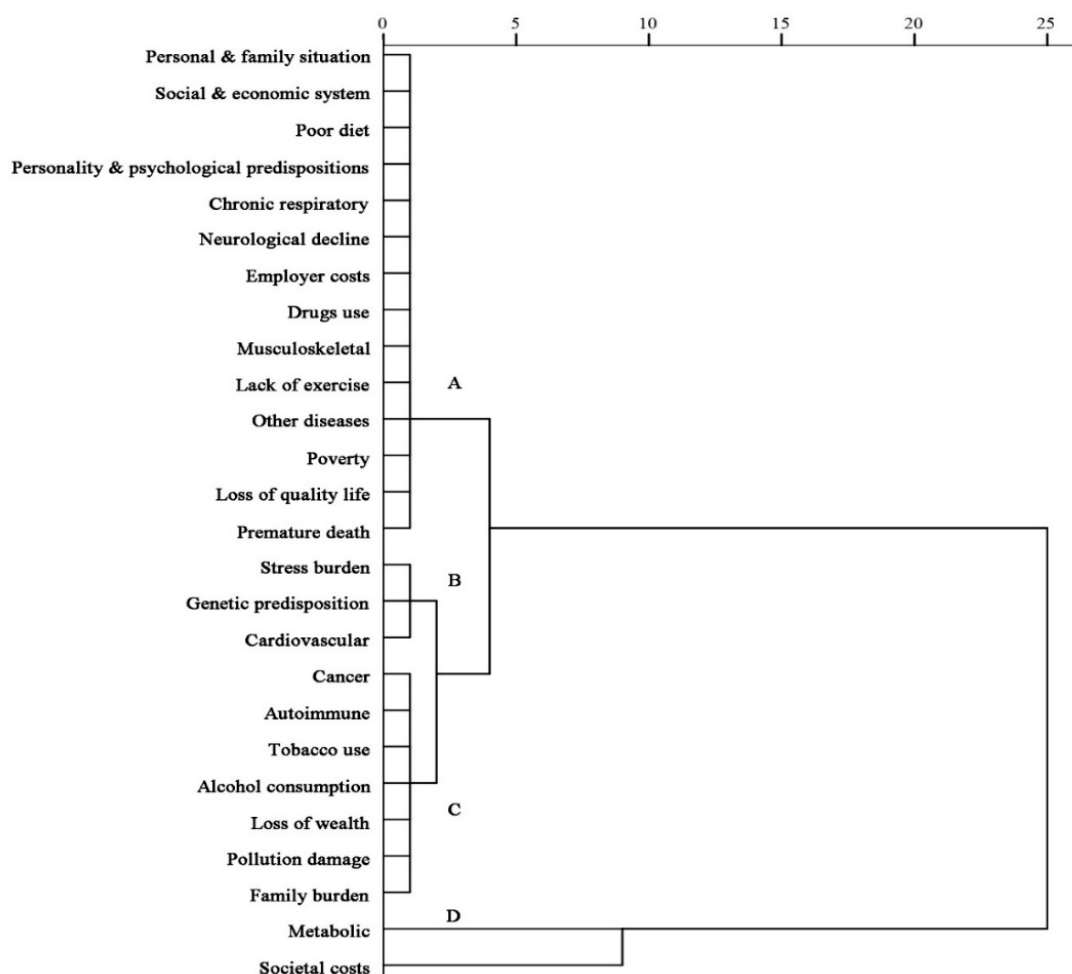 0 5 10 15 20 25
Personal & family situation
Social & economic system
Poor diet
Personality & psychological predispositions
Chronic respiratory
Neurological decline
Employer costs
Drugs use
Musculoskeletal
Lack of exercise A
Other diseases
Poverty
Loss of quality life
Premature death
Stress burden
B
Genetic predisposition
Cardiovascular
Cancer
Autoimmune
Tobacco use
Alcohol consumption
C
Loss of wealth
Pollution damage
Family burden
D
Metabolic
Societal costs